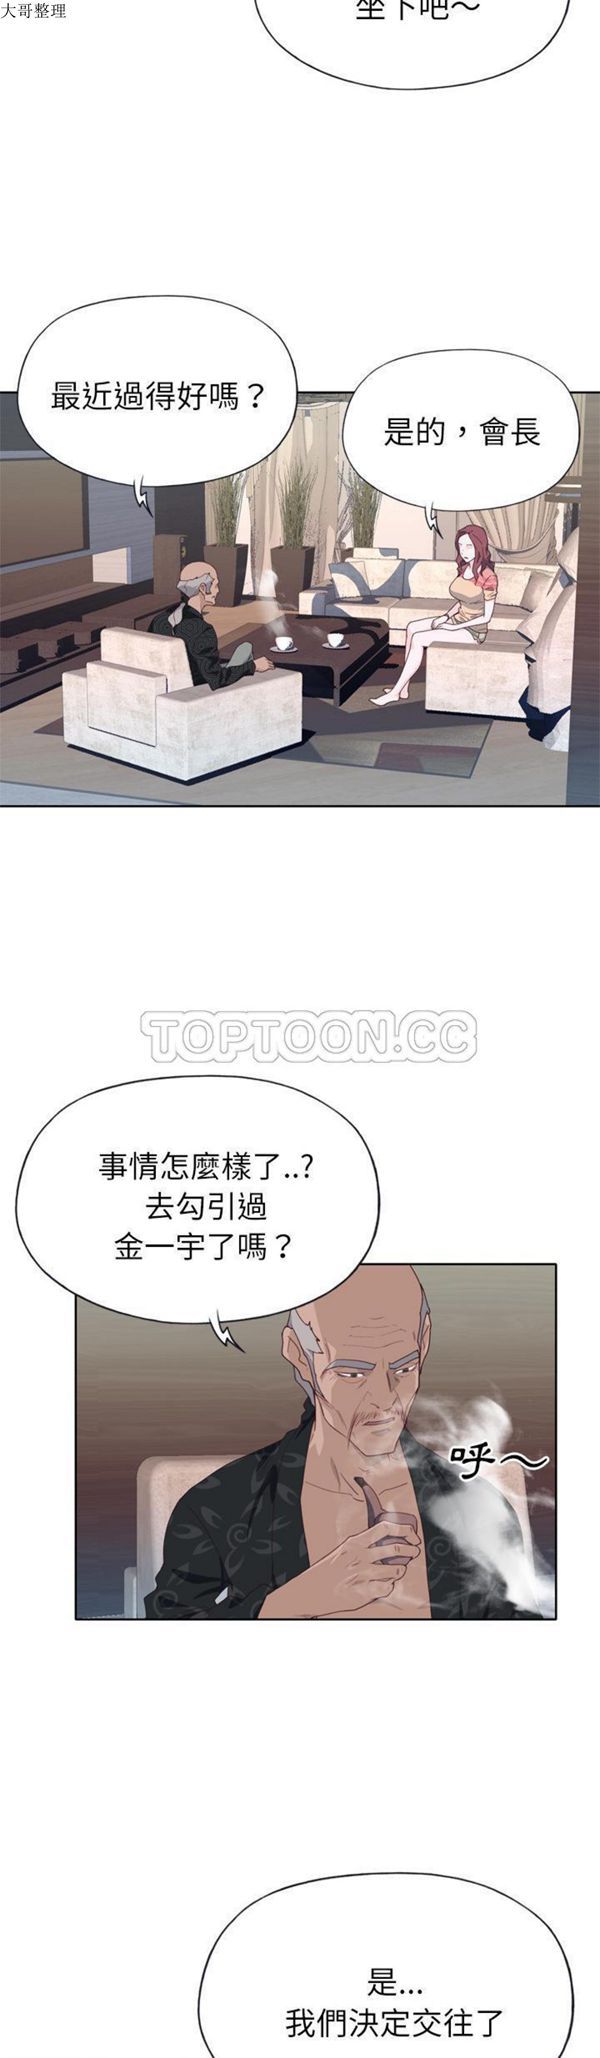 大哥整理
坐下吧～
最近過得好嗎？
是的，會長
TOPTOON.CC
事情怎麼樣了..?
去勾引過
金一宇了嗎？
呼～
是...
我們決定交往了